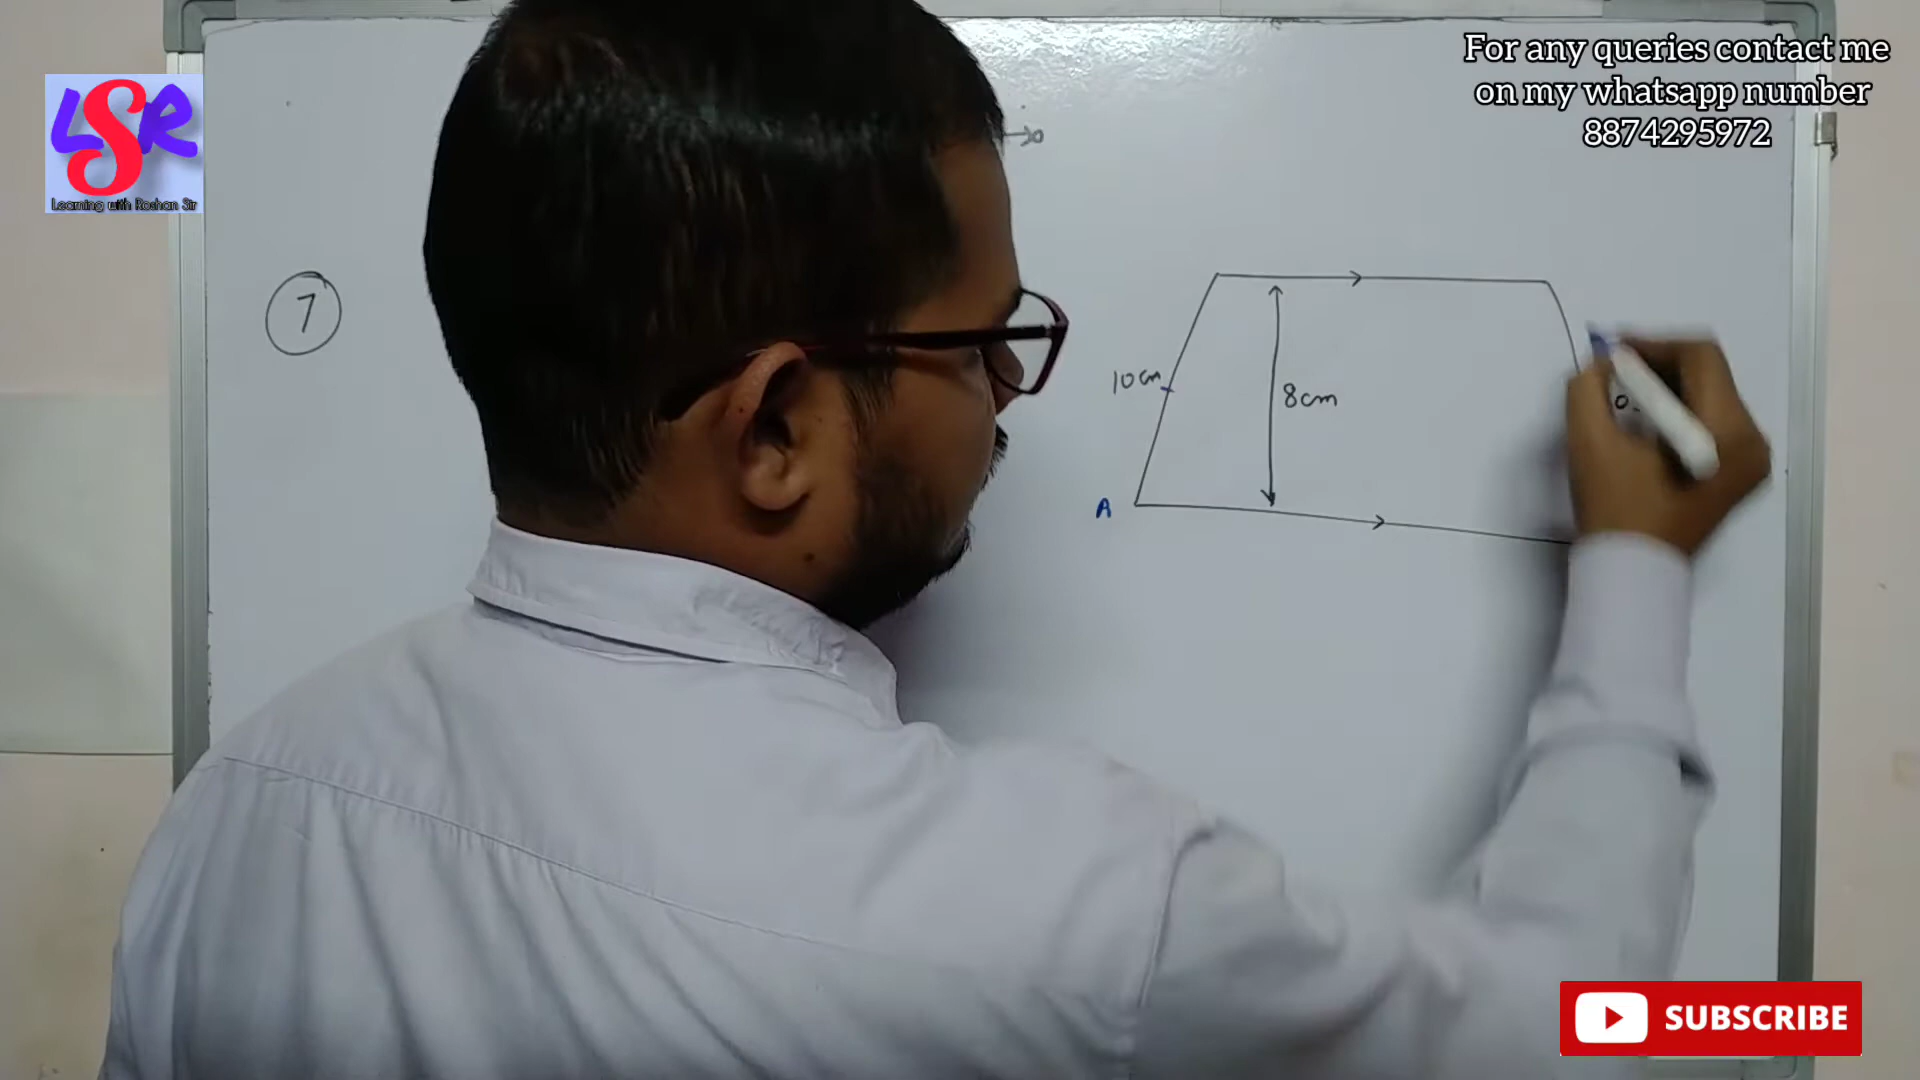 For any queries contact me
on my whatsapp number
8874295972
LSR
Learning with Roshan Sir
7
10cm
8cm
A
SUBSCRIBE